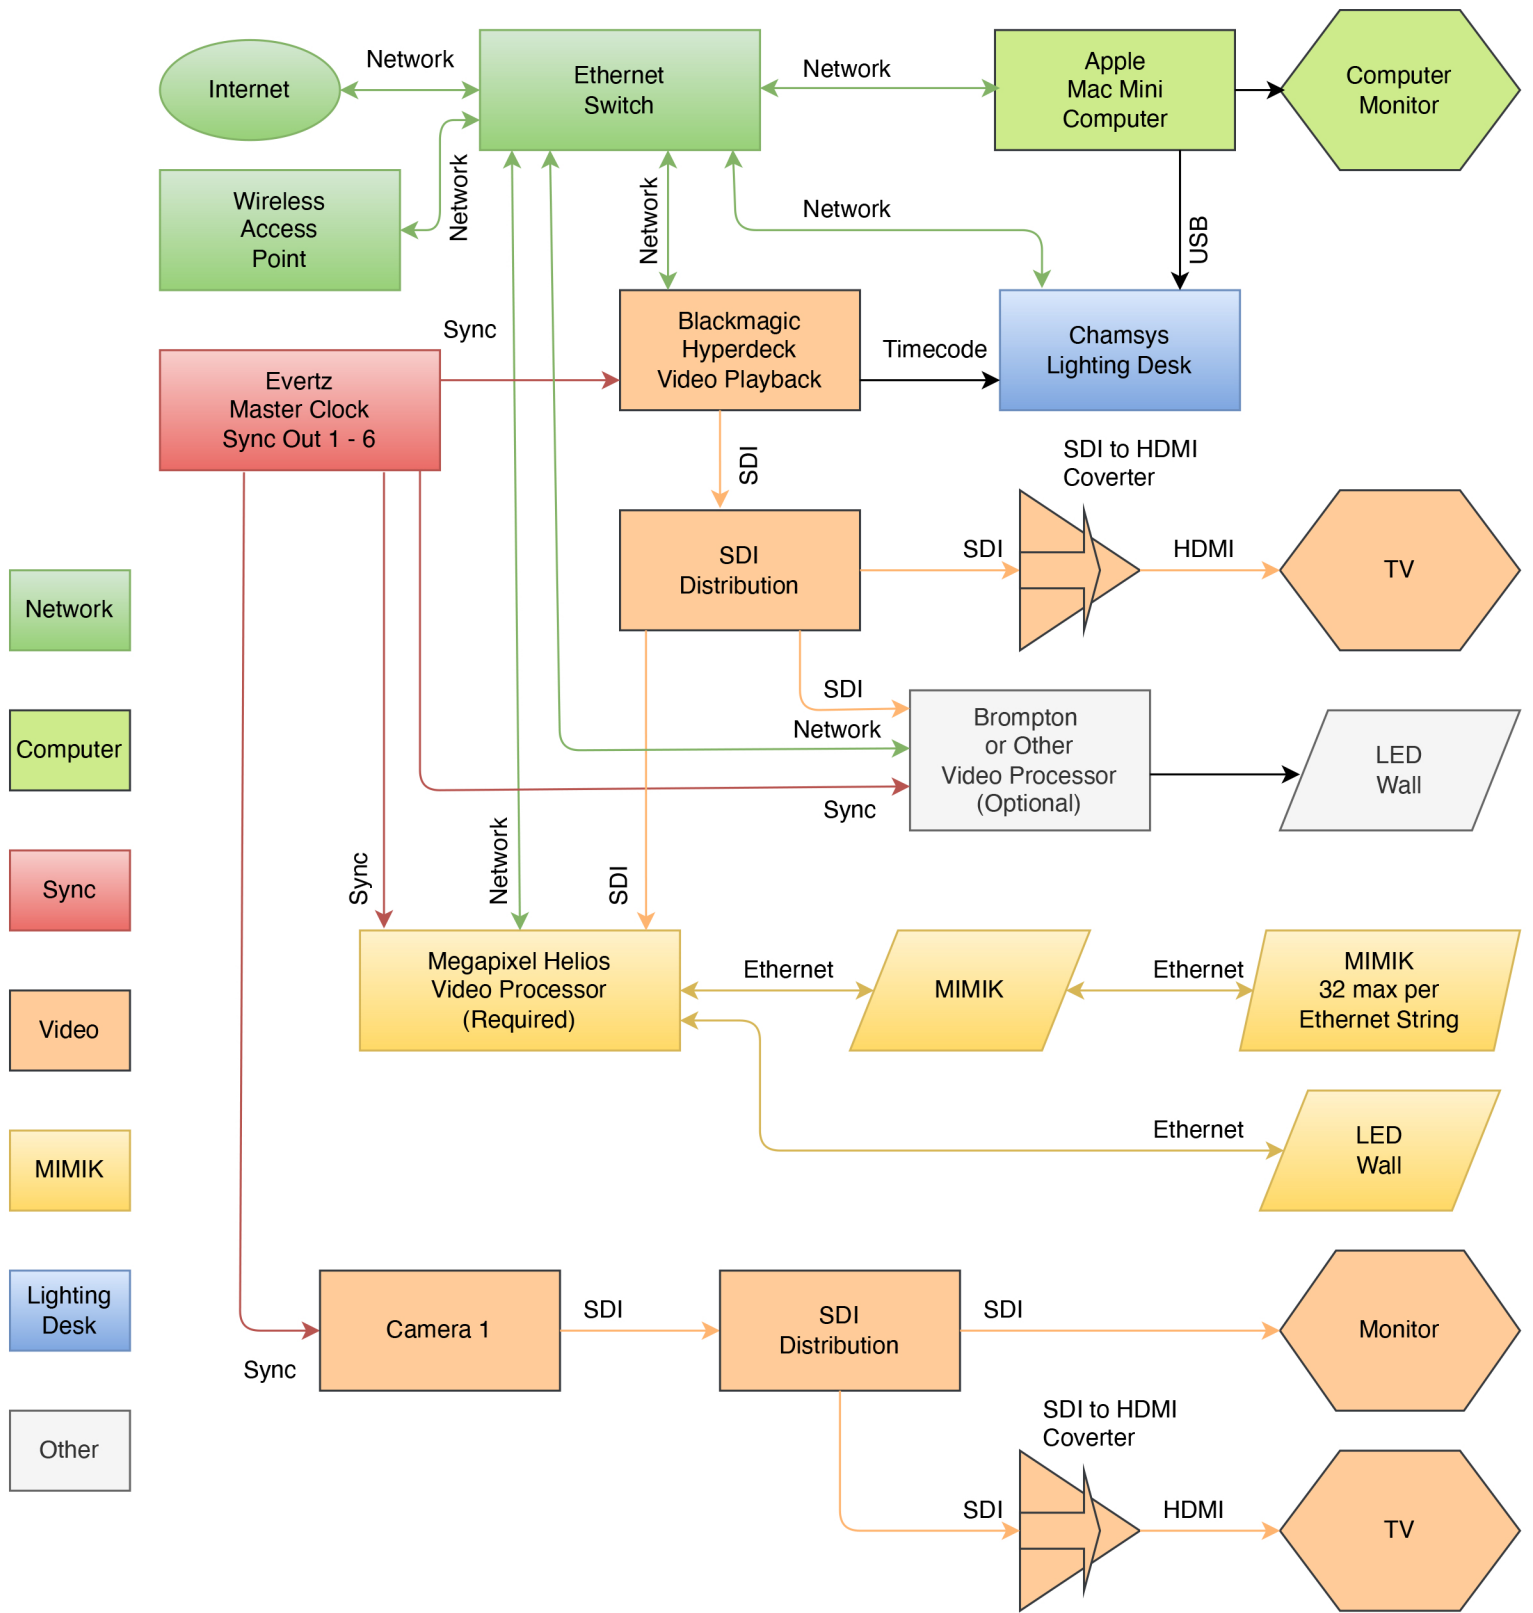 Internet
Network
Ethernet
Switch
Network
Apple
Mac Mini
Computer
Computer
Monitor
Wireless
Access
Point
Network
Network
Network
USB
Sync
Blackmagic
Hyperdeck
Video Playback
Timecode
Chamsys
Lighting Desk
Evertz
Master Clock
Sync Out 1 - 6
SDI
SDI to HDMI
Coverter
SDI
Distribution
SDI
HDMI
TV
Network
SDI
Network
Brompton
or Other
Video Processor
(Optional)
LED
Wall
Computer
Sync
Sync
Network
SDI
Sync
Megapixel Helios
Video Processor
(Required)
Ethernet
MIMIK
Ethernet
MIMIK
32 max per
Ethernet String
Video
Ethernet
LED
Wall
MIMIK
Lighting
Desk
Sync
Camera 1
SDI
SDI
Distribution
SDI
Monitor
Other
SDI to HDMI
Coverter
SDI
HDMI
TV